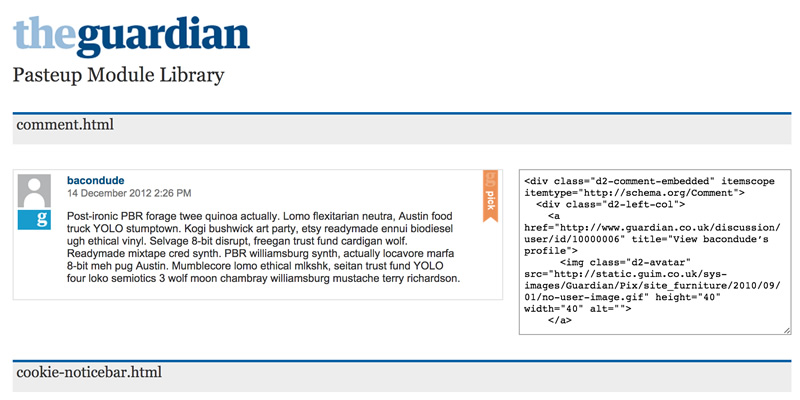 theguardian
Pasteup Module Library
comment.html
bacondude
14 December 2012 2:26 PM
g
pick
Post-ironic PBR forage twee quinoa actually. Lomo flexitarian neutra, Austin food
truck YOLO stumptown. Kogi bushwick art party, etsy readymade ennui biodiesel
ugh ethical vinyl. Selvage 8-bit disrupt, freegan trust fund cardigan wolf.
Readymade mixtape cred synth. PBR williamsburg synth, actually locavore marfa
8-bit meh pug Austin. Mumblecore lomo ethical mlkshk, seitan trust fund YOLO
four loko semiotics 3 wolf moon chambray williamsburg mustache terry richardson.
<div class="d2-comment-embedded" itemscope
itemtype="http://schema.org/Comment">
<div class="d2-left-col">
<a
href="http://www.guardian.co.uk/discussion/
user/id/10000006" title="View bacondude's
profile">
<img class="d2-avatar"
src="http://static.guim.co.uk/sys-
images/Guardian/Pix/site_furniture/2010/09/
01/no-user-image.gif" height="40"
width="40" alt="">
</a>
cookie-noticebar.html